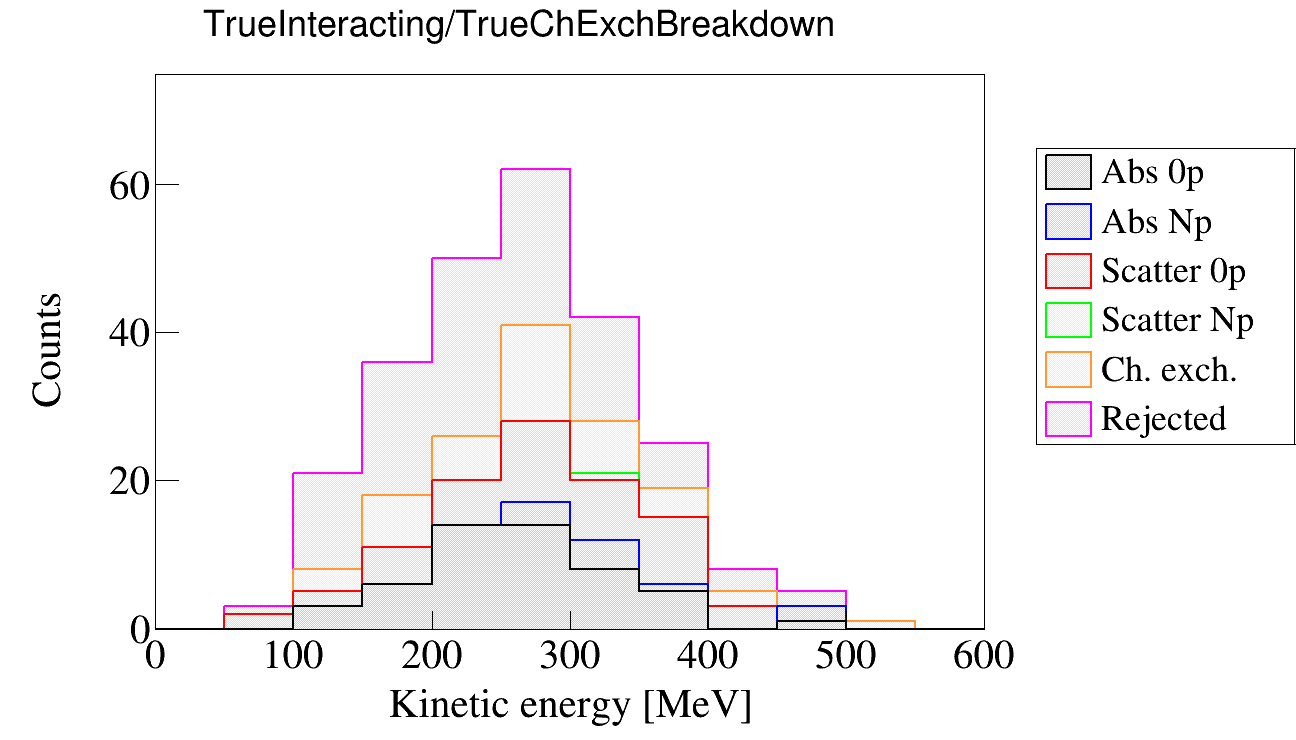 TrueInteracting/TrueChExchBreakdown
60
40
20
0
Counts
0 100 200 300 400 500 600
Kinetic energy [MeV]
Abs 0p
Abs Np
Scatter 0p
Scatter Np
Ch. exch.
Rejected